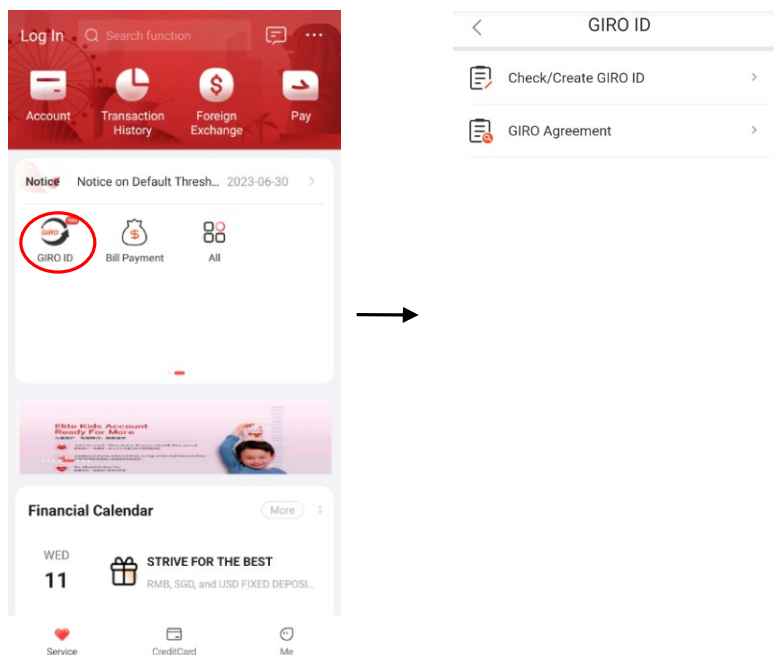 Log In
Search function
Account
Transaction
History
Foreign
Exchange
Pay
Notice Notice on Default Thresh... 2023-06-30
GIRO
GIRO ID
Bill Payment
All
Elite Kids Account
Ready For More
Financial Calendar
More
WED
11
STRIVE FOR THE BEST
RMB, SGD, and USD FIXED DEPOSI...
Service
CreditCard
Me
GIRO ID
Check/Create GIRO ID
GIRO Agreement